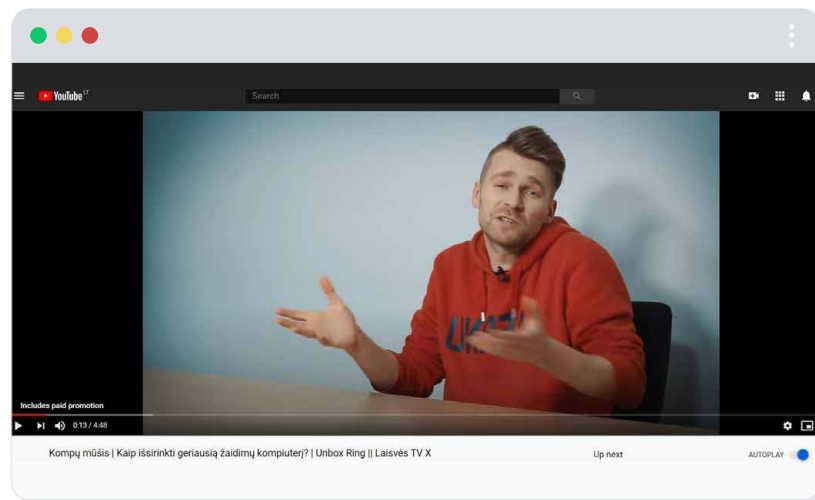 YouTube LT
Search
Includes paid promotion
0:13 / 4:48
Kompų mūšis | Kaip išsirinkti geriausią žaidimų kompiuterį? | Unbox Ring || Laisvės TV X
Up next
AUTOPLAY